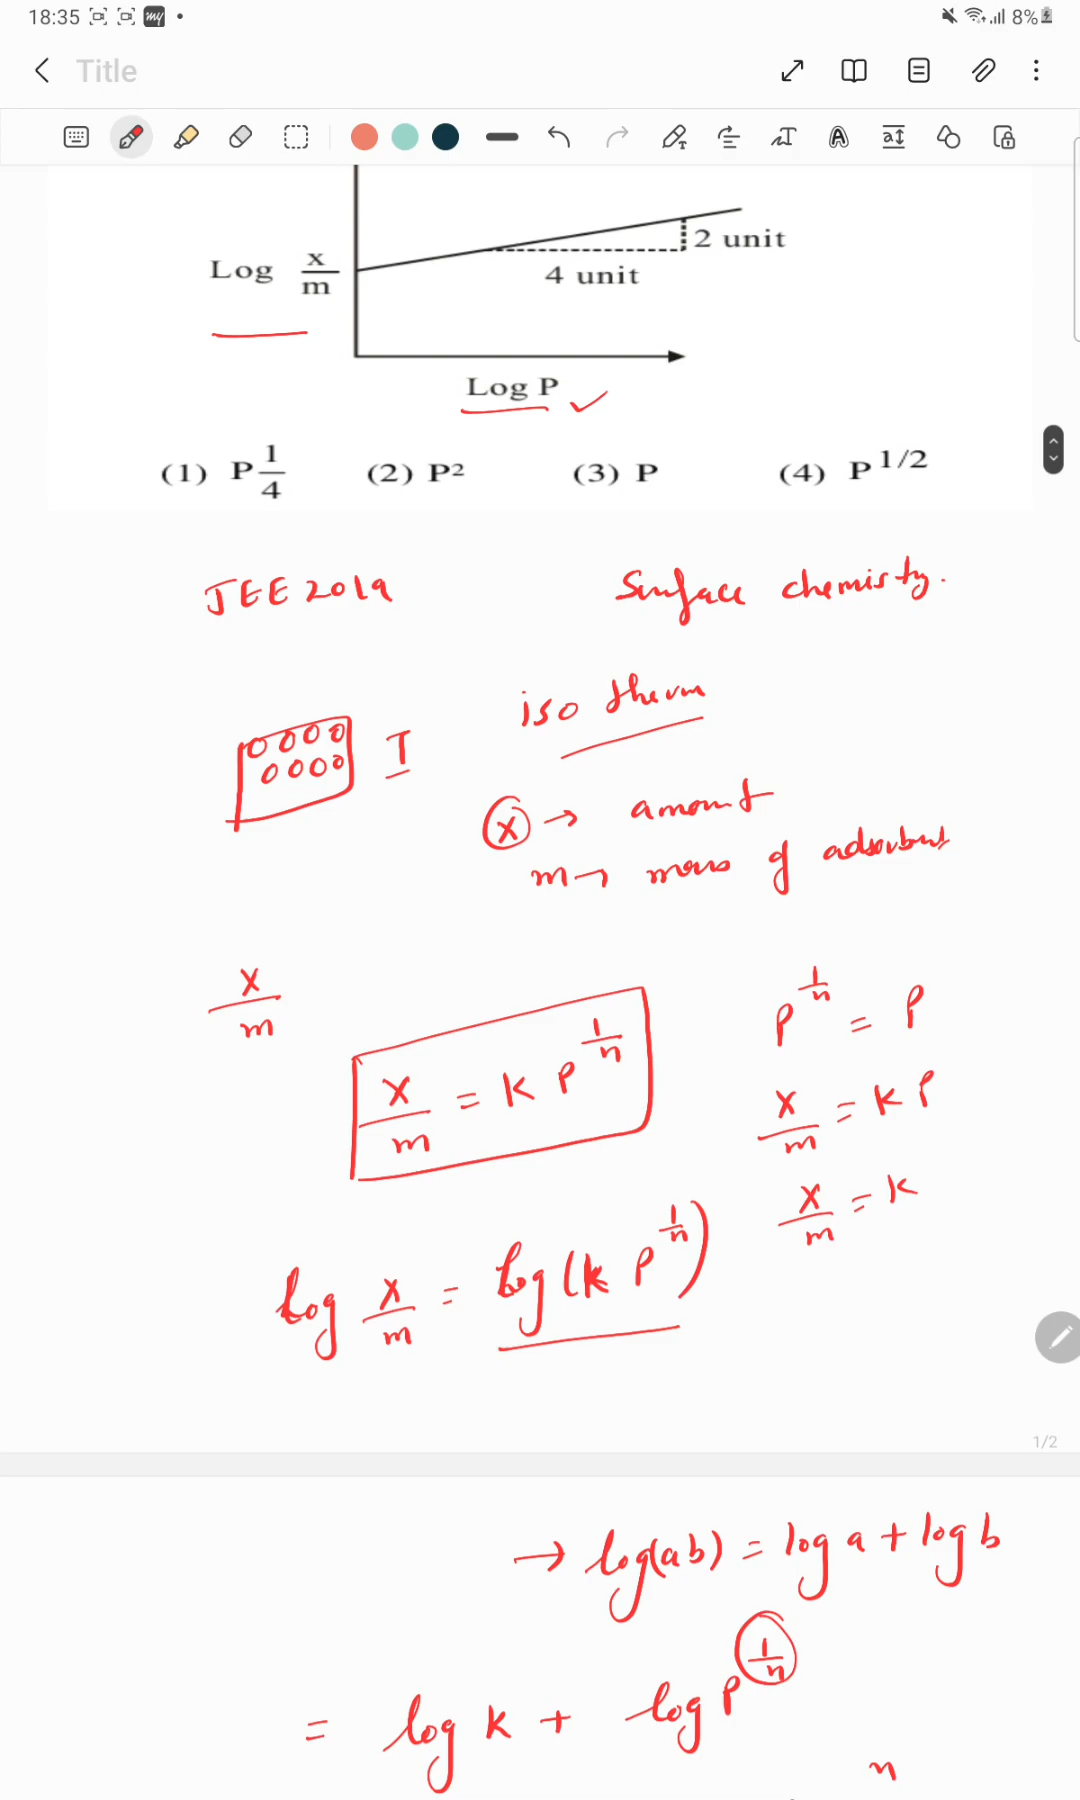 18:35 my 8%
Title
2 unit
Log x/m
4 unit
Log P
(1) P 1/4 (2) P² (3) P (4) P^1/2
JEE 2019 Surface chemisty.
iso therm
I
x → amount
m → mass of adsorbent
x/m
x/m = k p^1/n
p^1/n = p
x/m = k p
x/m = k
log x/m = log (k p^1/n)
1/2
→ log(ab) = log a + log b
= log k + log p^1/n
n